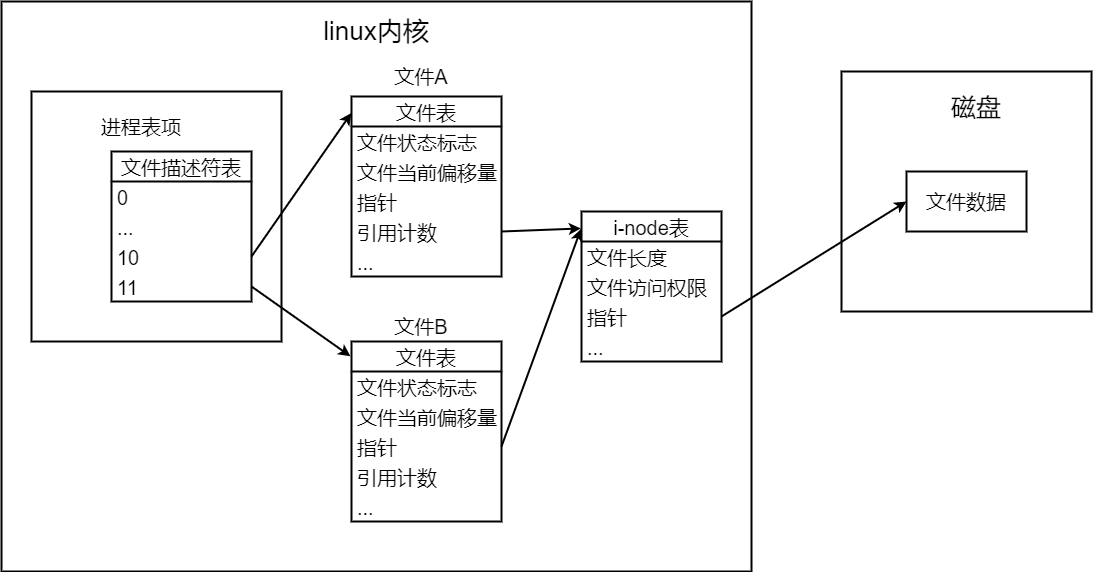 linux内核
进程表项
文件描述符表
0
...
10
11
文件A
文件表
文件状态标志
文件当前偏移量
指针
引用计数
...
文件B
文件表
文件状态标志
文件当前偏移量
指针
引用计数
...
i-node表
文件长度
文件访问权限
指针
...
磁盘
文件数据